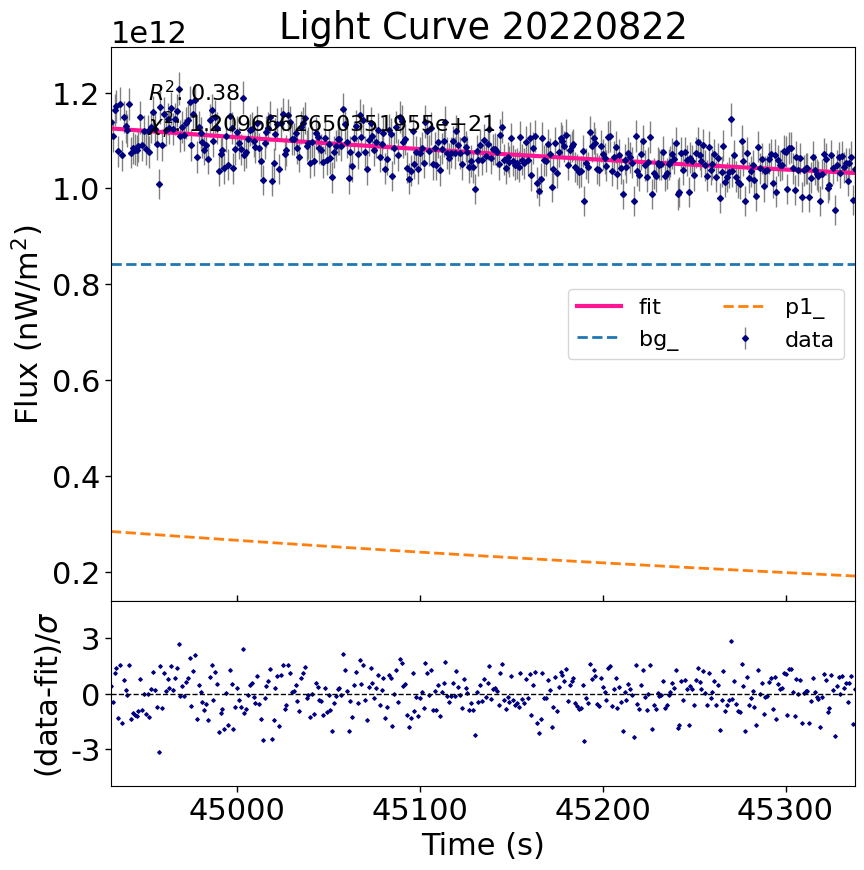 Light Curve 20220822
1e12
R²: 0.38
1.2
1.0
0.8
0.6
0.4
0.2
Flux (nW/m²)
fit
bg_
p1_
data
3
0
-3
(data-fit)/σ
45000 45100 45200 45300
Time (s)